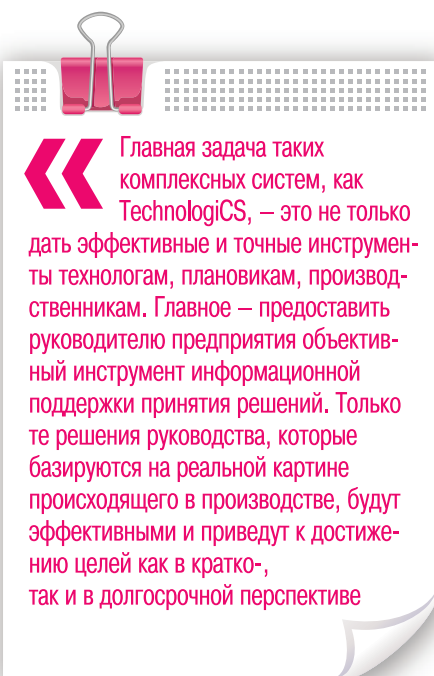 « Главная задача таких
комплексных систем, как
TechnologiCS, – это не только
дать эффективные и точные инструмен-
ты технологам, плановикам, производ-
ственникам. Главное – предоставить
руководителю предприятия объектив-
ный инструмент информационной
поддержки принятия решений. Только
те решения руководства, которые
базируются на реальной картине
происходящего в производстве, будут
эффективными и приведут к достиже-
нию целей как в кратко-,
так и в долгосрочной перспективе